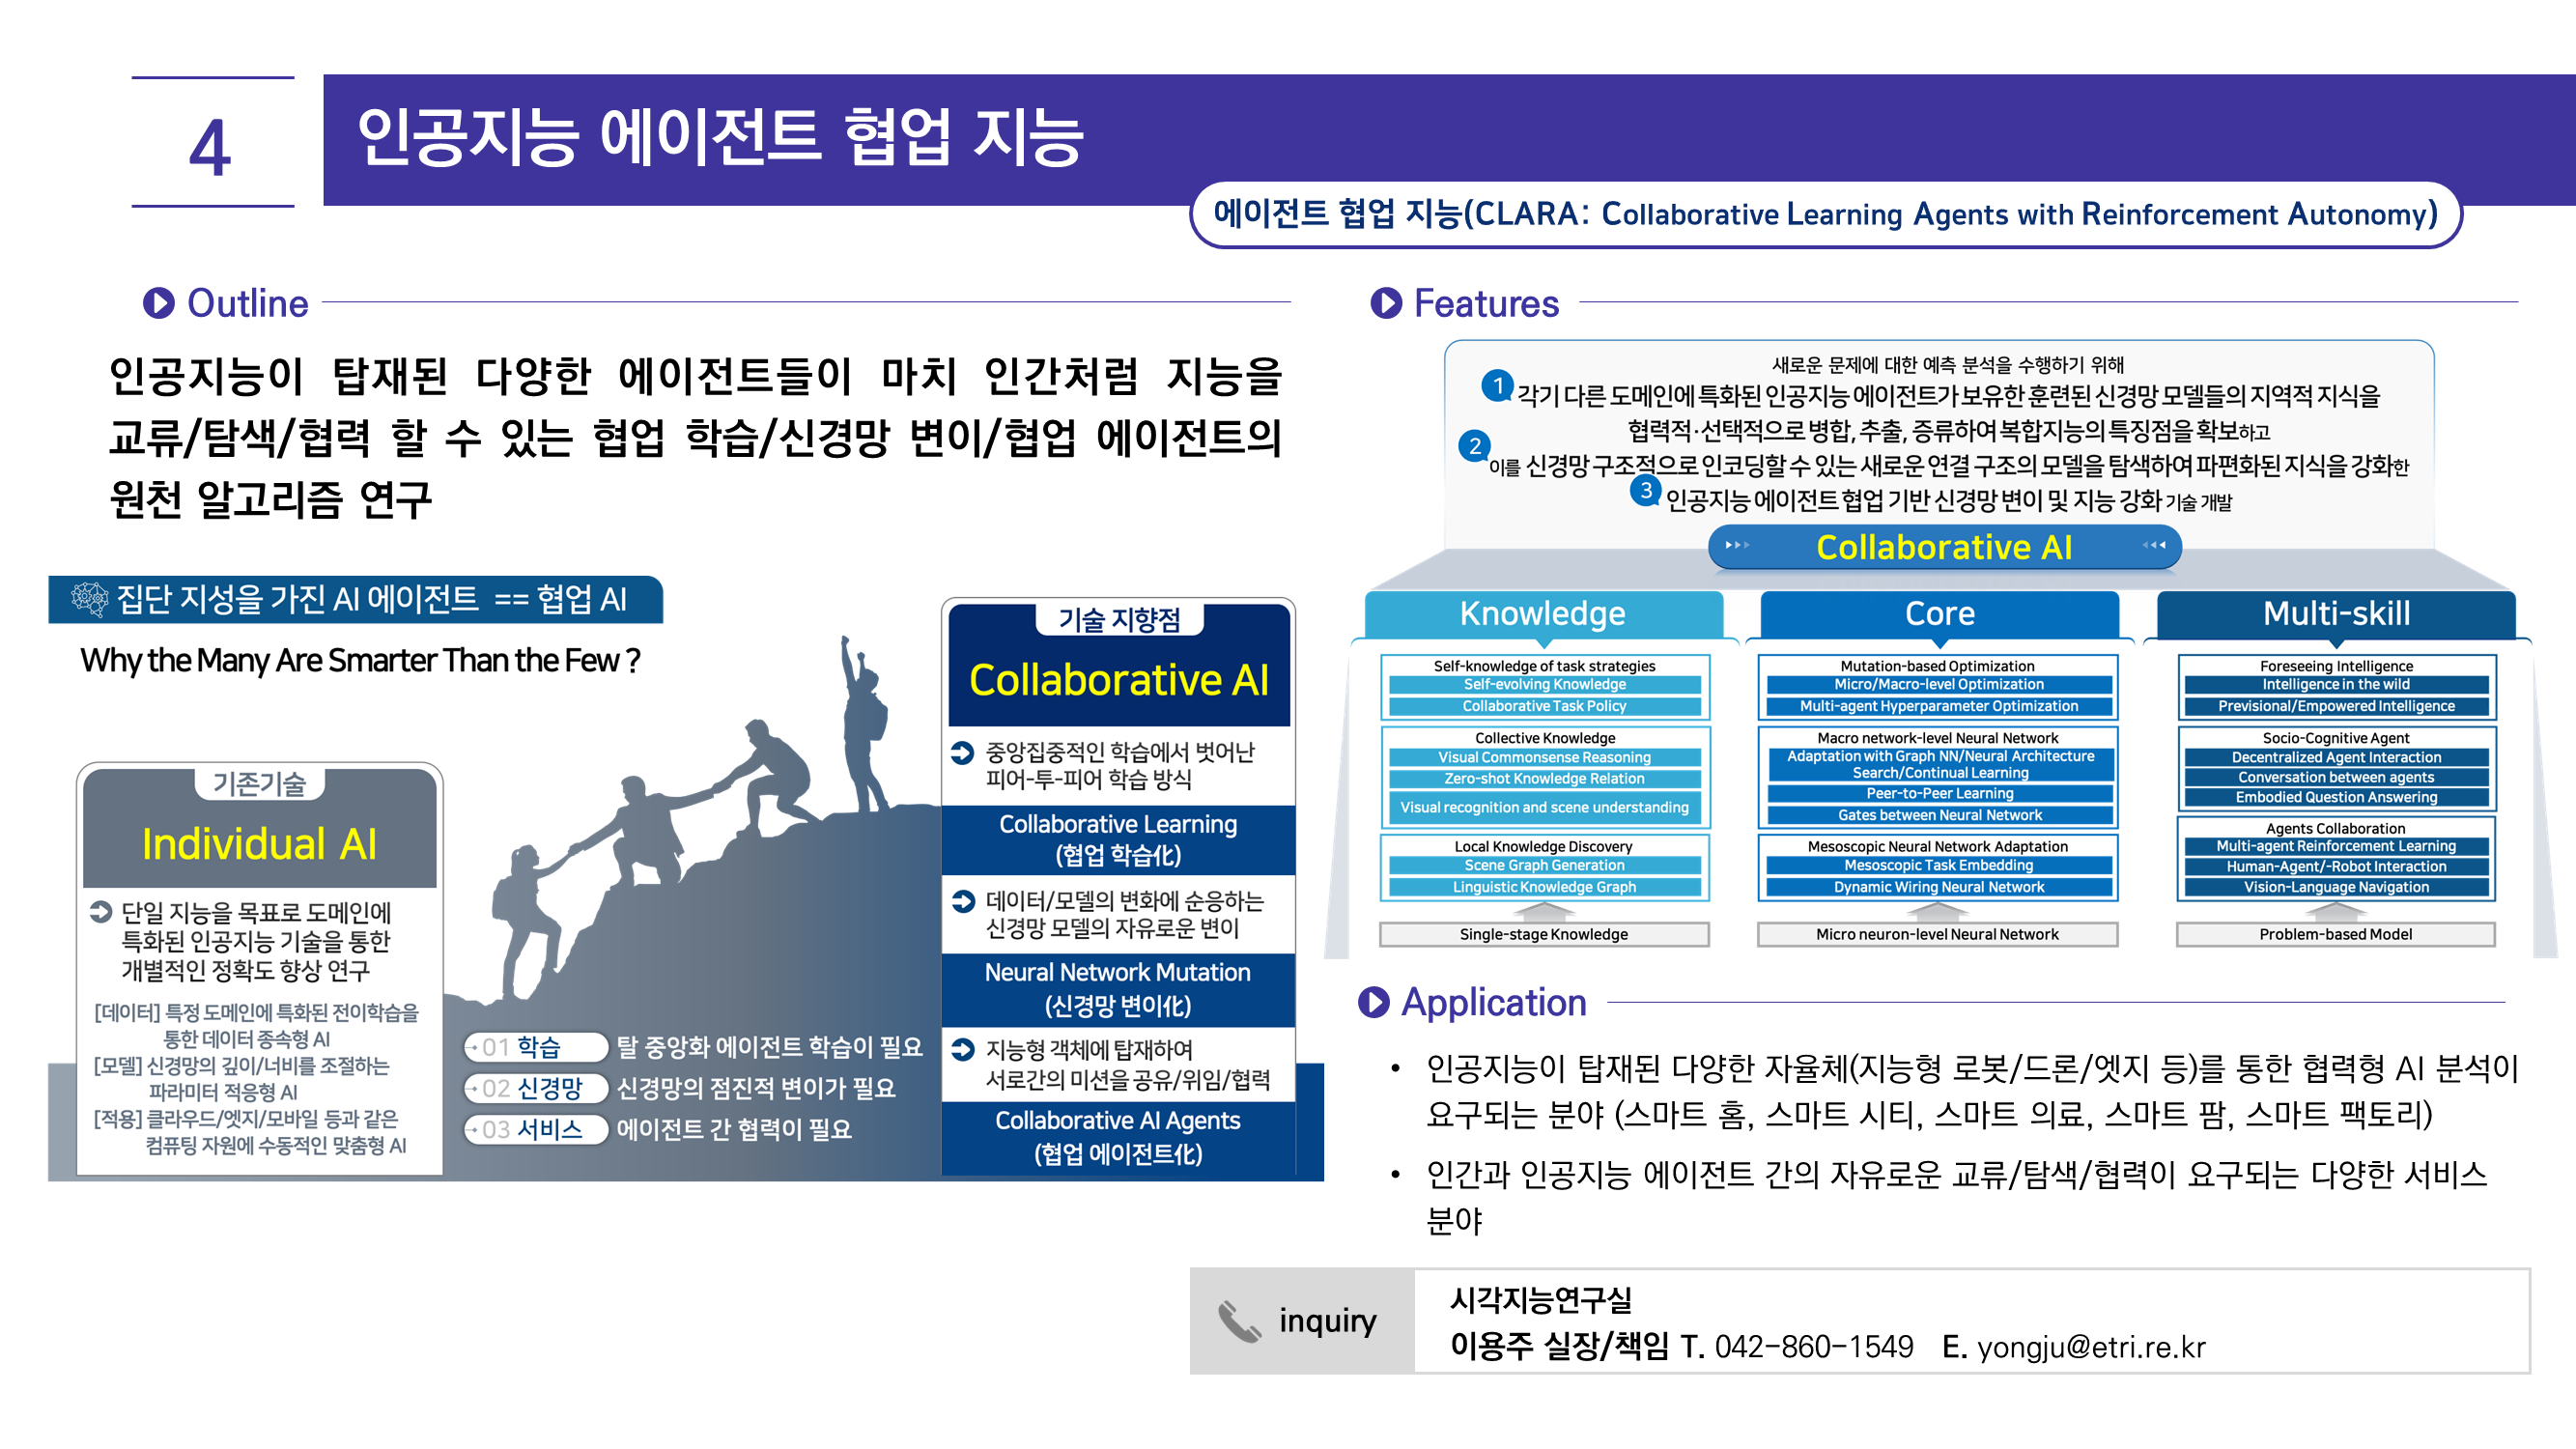 4
인공지능 에이전트 협업 지능
에이전트 협업 지능(CLARA: Collaborative Learning Agents with Reinforcement Autonomy)
Outline
인공지능이 탑재된 다양한 에이전트들이 마치 인간처럼 지능을
교류/탐색/협력 할 수 있는 협업 학습/신경망 변이/협업 에이전트의
원천 알고리즘 연구
집단 지성을 가진 AI 에이전트 == 협업 AI
Why the Many Are Smarter Than the Few ?
기존기술
Individual AI
단일 지능을 목표로 도메인에
특화된 인공지능 기술을 통한
개별적인 정확도 향상 연구
[데이터] 특정 도메인에 특화된 전이학습을
통한 데이터 종속형 AI
[모델] 신경망의 깊이/너비를 조절하는
파라미터 적응형 AI
[적용] 클라우드/엣지/모바일 등과 같은
컴퓨팅 자원에 수동적인 맞춤형 AI
01 학습 탈 중앙화 에이전트 학습이 필요
02 신경망 신경망의 점진적 변이가 필요
03 서비스 에이전트 간 협력이 필요
기술 지향점
Collaborative AI
중앙집중적인 학습에서 벗어난
피어-투-피어 학습 방식
Collaborative Learning
(협업 학습化)
데이터/모델의 변화에 순응하는
신경망 모델의 자유로운 변이
Neural Network Mutation
(신경망 변이化)
지능형 객체에 탑재하여
서로간의 미션을 공유/위임/협력
Collaborative AI Agents
(협업 에이전트化)
Features
새로운 문제에 대한 예측 분석을 수행하기 위해
1 각기 다른 도메인에 특화된 인공지능 에이전트가 보유한 훈련된 신경망 모델들의 지역적 지식을
협력적·선택적으로 병합, 추출, 증류하여 복합지능의 특징점을 확보하고
2 이를 신경망 구조적으로 인코딩할 수 있는 새로운 연결 구조의 모델을 탐색하여 파편화된 지식을 강화한
3 인공지능 에이전트 협업 기반 신경망 변이 및 지능 강화 기술 개발
Collaborative AI
Knowledge
Self-knowledge of task strategies
Self-evolving Knowledge
Collaborative Task Policy
Collective Knowledge
Visual Commonsense Reasoning
Zero-shot Knowledge Relation
Visual recognition and scene understanding
Local Knowledge Discovery
Scene Graph Generation
Linguistic Knowledge Graph
Single-stage Knowledge
Core
Mutation-based Optimization
Micro/Macro-level Optimization
Multi-agent Hyperparameter Optimization
Macro network-level Neural Network
Adaptation with Graph NN/Neural Architecture
Search/Continual Learning
Peer-to-Peer Learning
Gates between Neural Network
Mesoscopic Neural Network Adaptation
Mesoscopic Task Embedding
Dynamic Wiring Neural Network
Micro neuron-level Neural Network
Multi-skill
Foreseeing Intelligence
Intelligence in the wild
Previsional/Empowered Intelligence
Socio-Cognitive Agent
Decentralized Agent Interaction
Conversation between agents
Embodied Question Answering
Agents Collaboration
Multi-agent Reinforcement Learning
Human-Agent/-Robot Interaction
Vision-Language Navigation
Problem-based Model
Application
• 인공지능이 탑재된 다양한 자율체(지능형 로봇/드론/엣지 등)를 통한 협력형 AI 분석이
요구되는 분야 (스마트 홈, 스마트 시티, 스마트 의료, 스마트 팜, 스마트 팩토리)
• 인간과 인공지능 에이전트 간의 자유로운 교류/탐색/협력이 요구되는 다양한 서비스
분야
inquiry
시각지능연구실
이용주 실장/책임 T. 042-860-1549 E. yongju@etri.re.kr